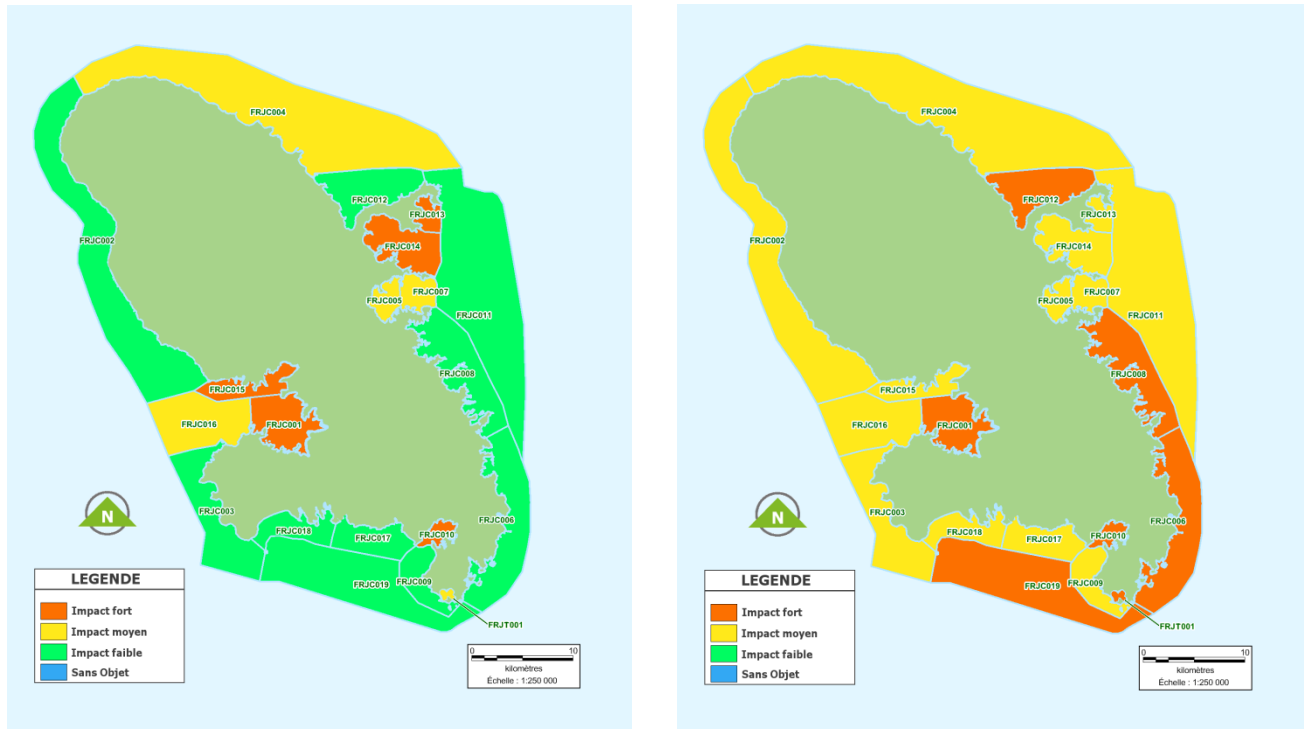 FRJC004
FRJC012
FRJC013
FRJC002
FRJC014
FRJC007
FRJC005
FRJC011
FRJC008
FRJC015
FRJC016
FRJC001
N
FRJC003
FRJC006
FRJC018
FRJC010
FRJC017
FRJC019
FRJC009
FRJT001
LEGENDE
Impact fort
Impact moyen
Impact faible
Sans Objet
0 10
kilomètres
Échelle : 1:250 000
FRJC004
FRJC012
FRJC013
FRJC002
FRJC014
FRJC007
FRJC005
FRJC011
FRJC008
FRJC015
FRJC016
FRJC001
N
FRJC003
FRJC006
FRJC018
FRJC010
FRJC017
FRJC019
FRJC009
FRJT001
LEGENDE
Impact fort
Impact moyen
Impact faible
Sans Objet
0 10
kilomètres
Échelle : 1:250 000